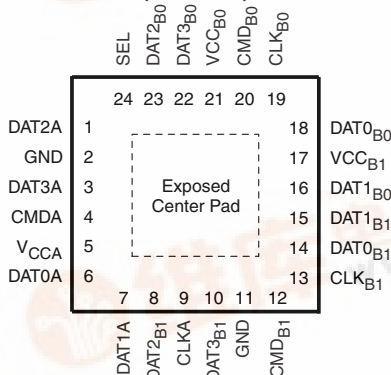 SEL
DAT2B0
DAT3B0
VCCB0
CMDB0
CLKB0
24 23 22 21 20 19
DAT2A 1
GND 2
DAT3A 3
CMDA 4
VCCA 5
DAT0A 6
Exposed
Center Pad
18 DAT0B0
17 VCCB1
16 DAT1B0
15 DAT1B1
14 DAT0B1
13 CLKB1
7 8 9 10 11 12
DAT1A
DAT2B1
CLKA
DAT3B1
GND
CMDB1